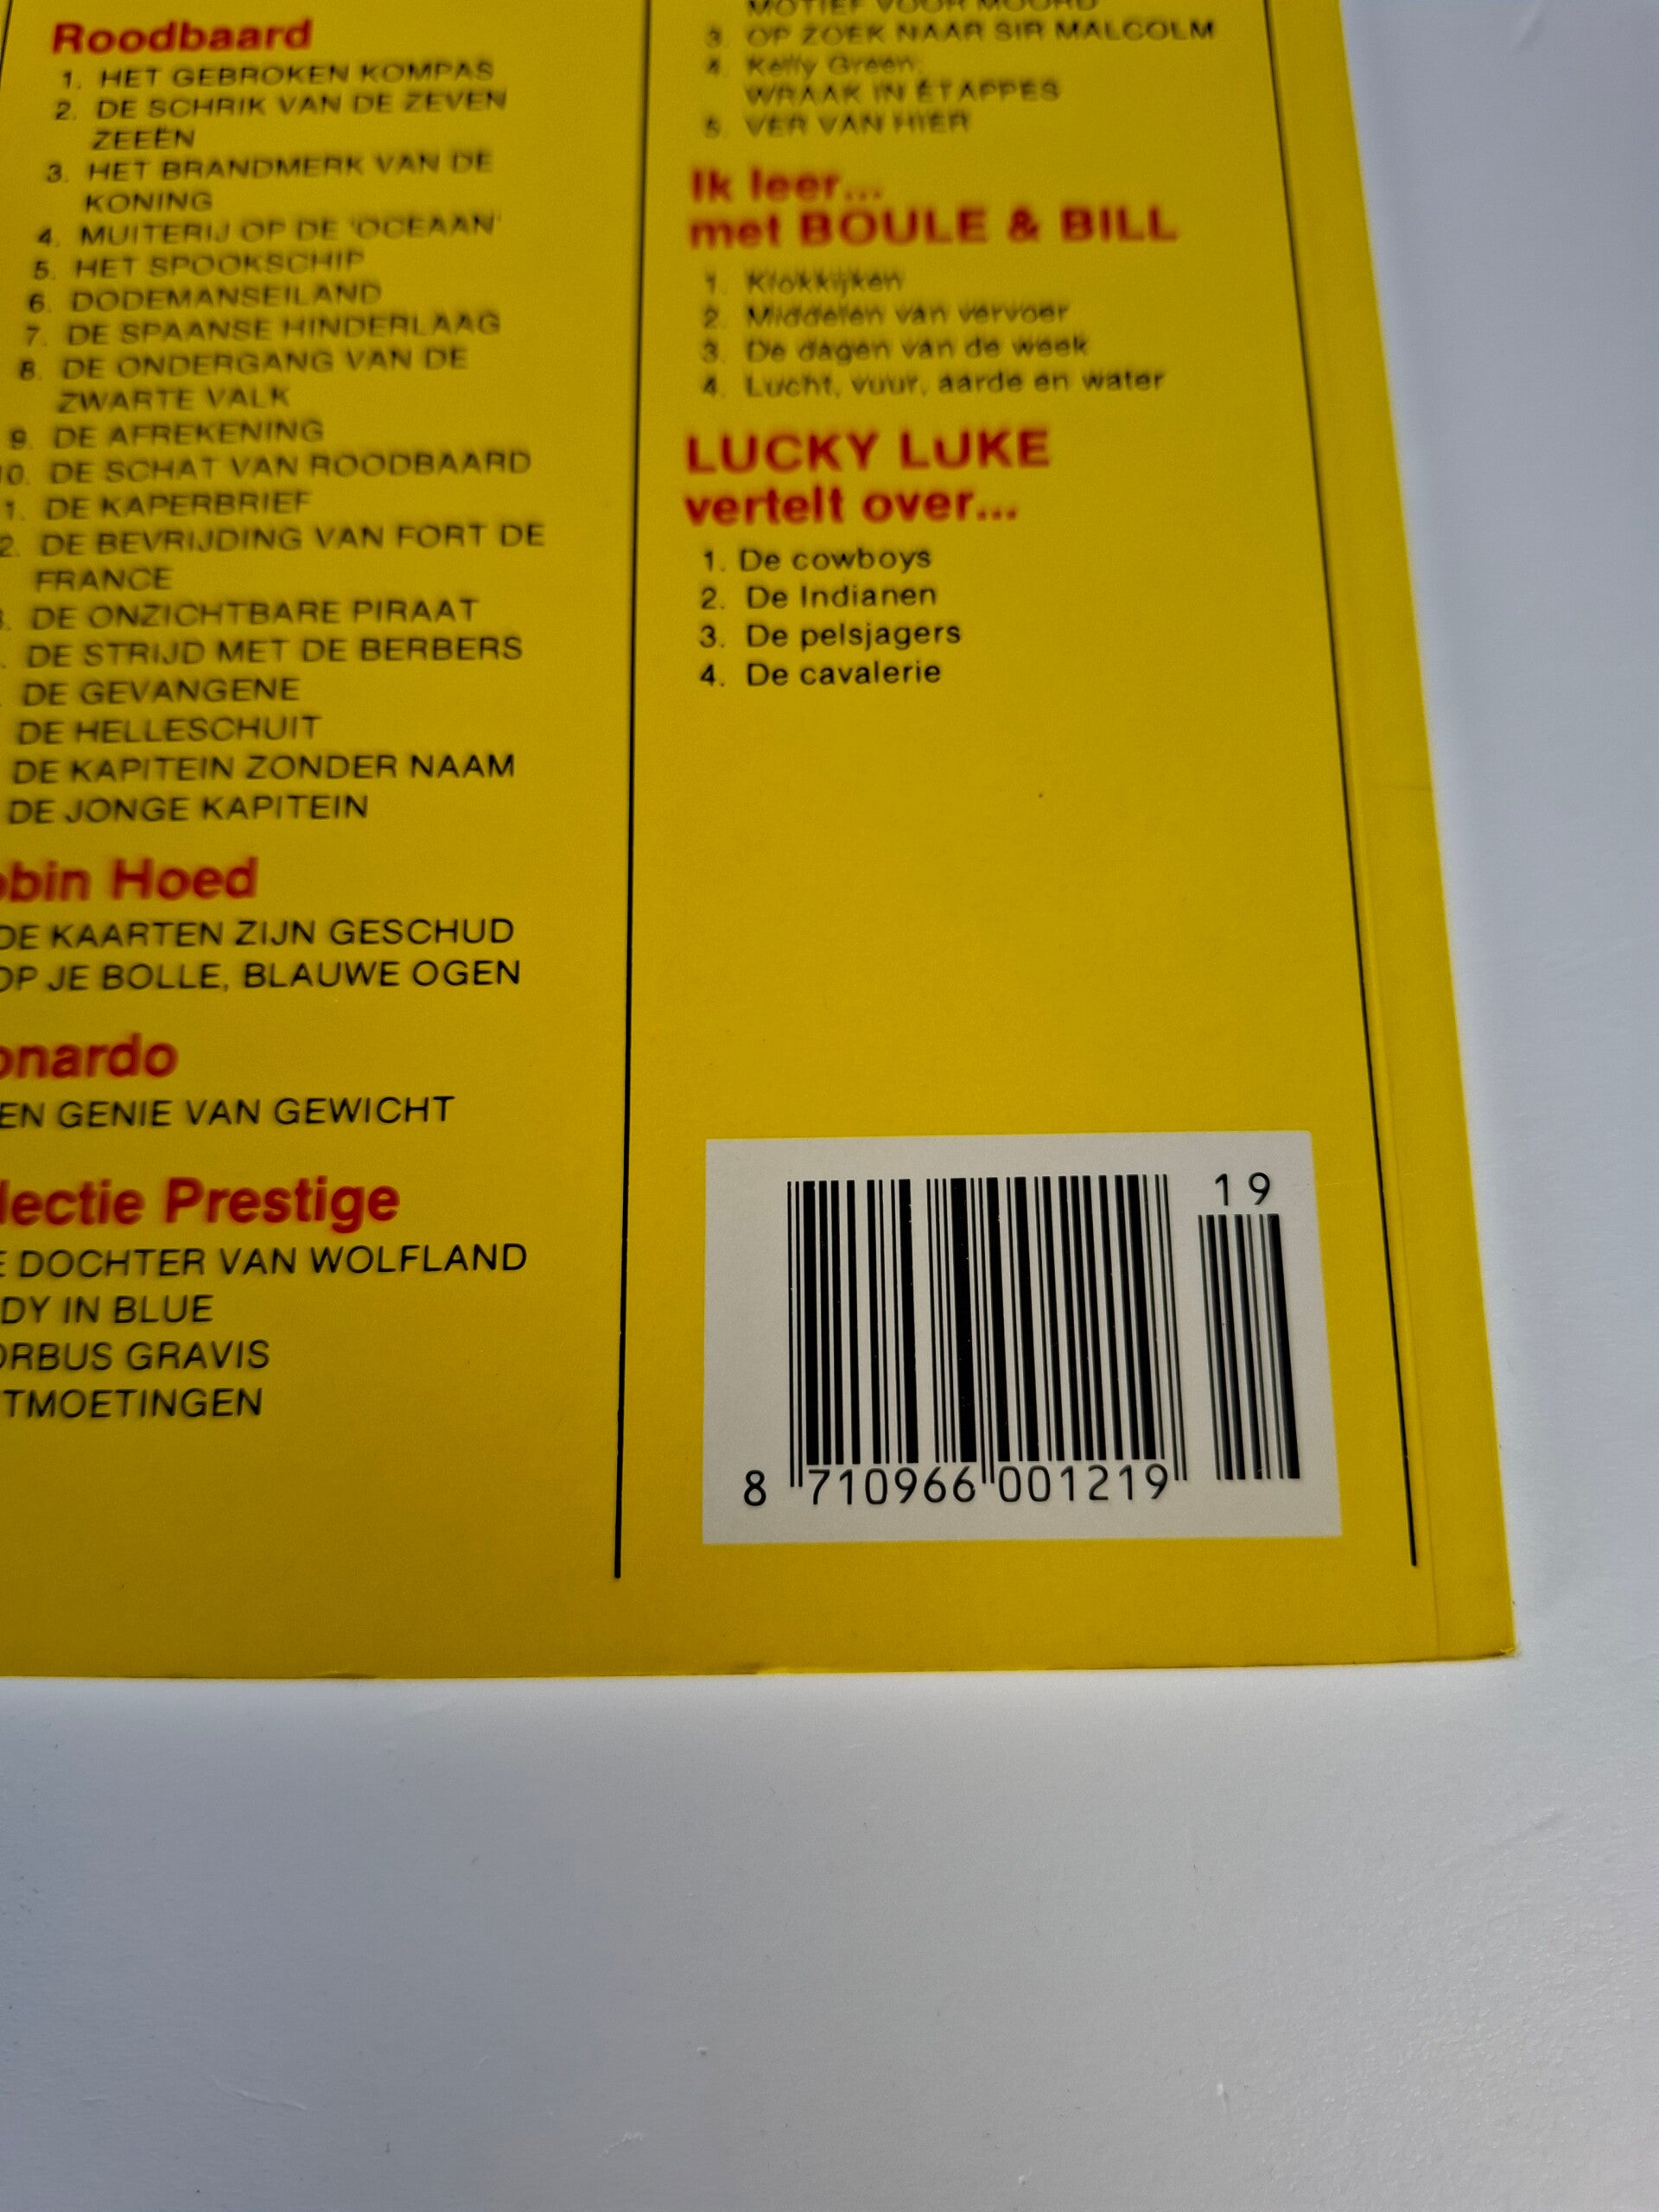 Roodbaard
1. HET GEBROKEN KOMPAS
2. DE SCHRIK VAN DE ZEVEN
ZEEËN
3. HET BRANDMERK VAN DE
KONING
4. MUITERIJ OP DE 'OCEAAN'
5. HET SPOOKSCHIP
6. DODEMANSEILAND
7. DE SPAANSE HINDERLAAG
8. DE ONDERGANG VAN DE
ZWARTE VALK
9. DE AFREKENING
10. DE SCHAT VAN ROODBAARD
1. DE KAPERBRIEF
2. DE BEVRIJDING VAN FORT DE
FRANCE
3. DE ONZICHTBARE PIRAAT
. DE STRIJD MET DE BERBERS
. DE GEVANGENE
DE HELLESCHUIT
DE KAPITEIN ZONDER NAAM
DE JONGE KAPITEIN
obin Hoed
DE KAARTEN ZIJN GESCHUD
OP JE BOLLE, BLAUWE OGEN
onardo
EN GENIE VAN GEWICHT
lectie Prestige
E DOCHTER VAN WOLFLAND
DY IN BLUE
ORBUS GRAVIS
TMOETINGEN
MOTIEF VOOR MOORD
3. OP ZOEK NAAR SIR MALCOLM
4. Kelly Green:
WRAAK IN ÉTAPPES
5. VER VAN HIER
Ik leer...
met BOULE & BILL
1. Klokkijken
2. Middelen van vervoer
3. De dagen van de week
4. Lucht, vuur, aarde en water
LUCKY LUKE
vertelt over...
1. De cowboys
2. De Indianen
3. De pelsjagers
4. De cavalerie
19
8 710966 001219